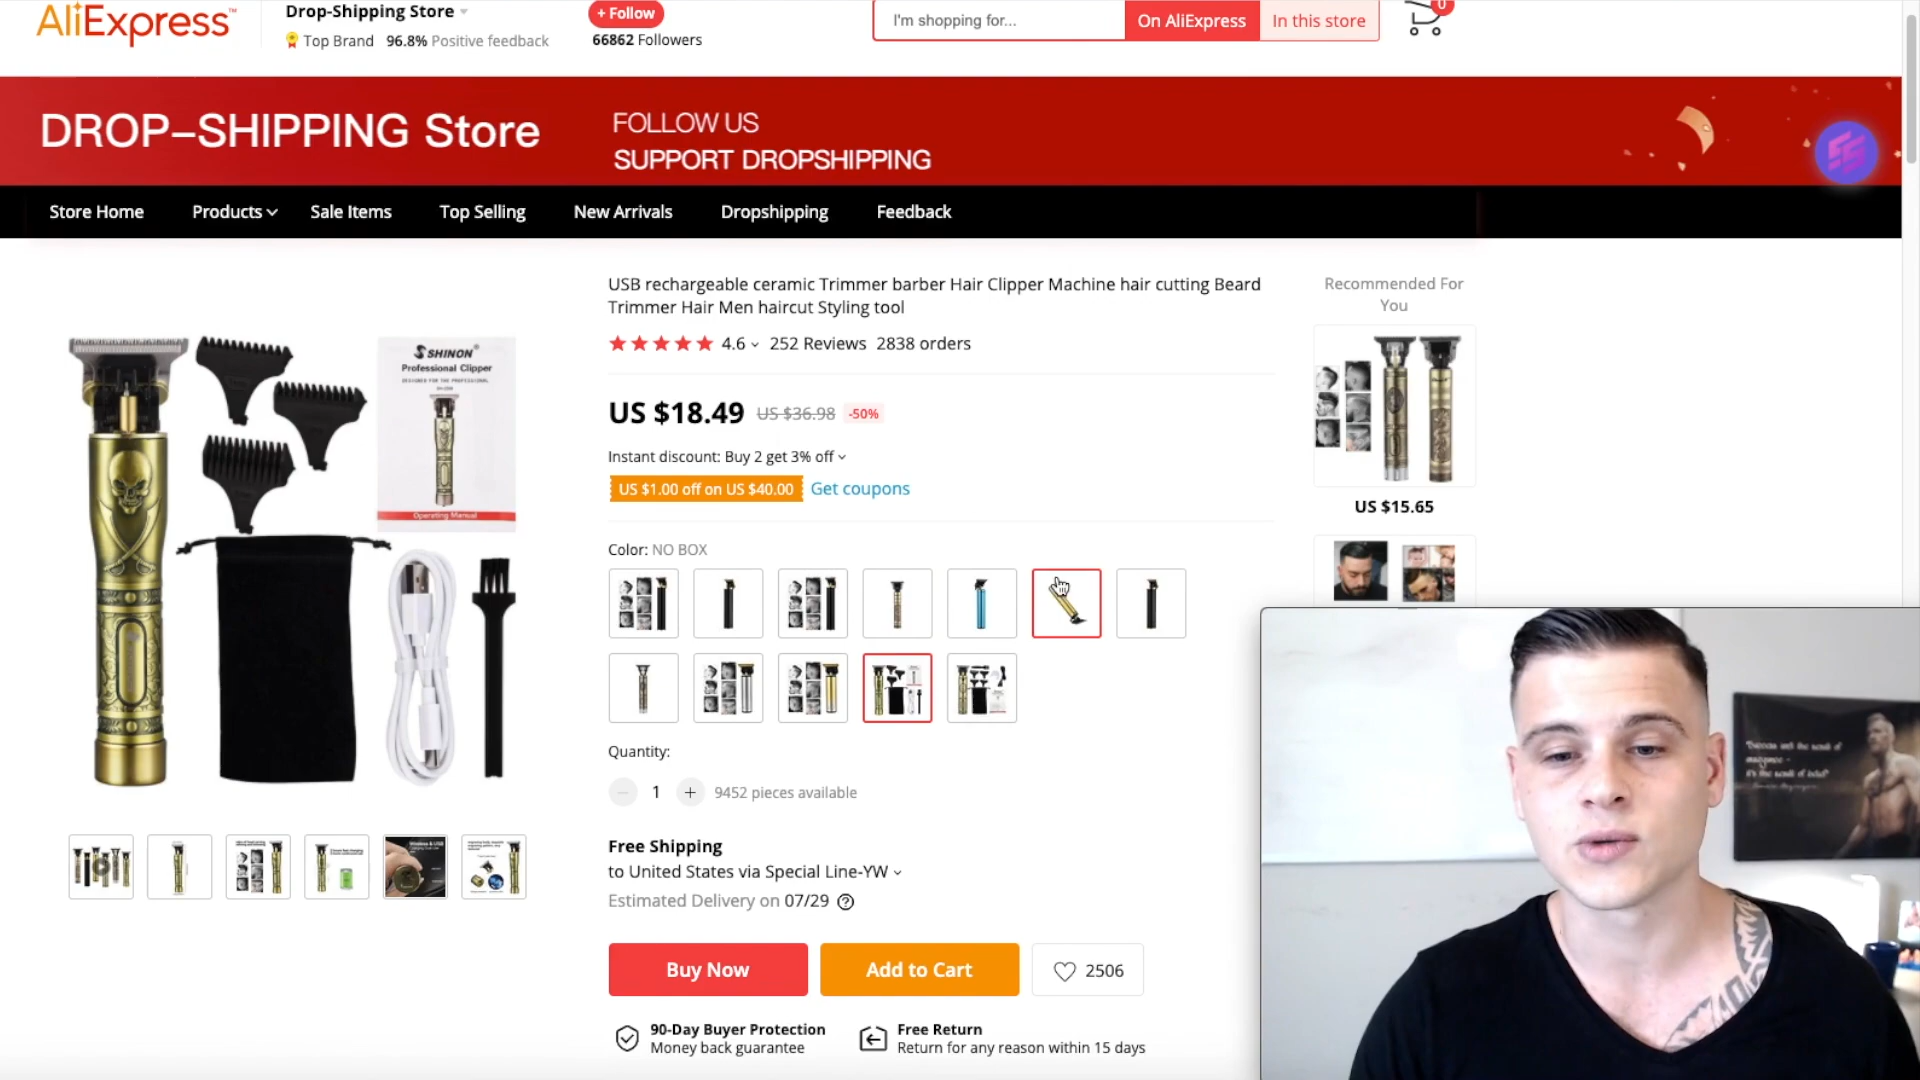 AliExpress™
Drop-Shipping Store
Top Brand 96.8% Positive feedback
+ Follow
66862 Followers
I'm shopping for...
On AliExpress
In this store
0
DROP-SHIPPING Store
FOLLOW US
SUPPORT DROPSHIPPING
Store Home
Products
Sale Items
Top Selling
New Arrivals
Dropshipping
Feedback
USB rechargeable ceramic Trimmer barber Hair Clipper Machine hair cutting Beard
Trimmer Hair Men haircut Styling tool
4.6 252 Reviews 2838 orders
US $18.49 US $36.98 -50%
Instant discount: Buy 2 get 3% off
US $1.00 off on US $40.00 Get coupons
Color: NO BOX
Quantity:
1
9452 pieces available
Free Shipping
to United States via Special Line-YW
Estimated Delivery on 07/29
Buy Now
Add to Cart
2506
90-Day Buyer Protection
Money back guarantee
Free Return
Return for any reason within 15 days
SHINON®
Professional Clipper
DESIGNED FOR THE PROFESSIONAL
Operating Manual
Recommended For
You
US $15.65